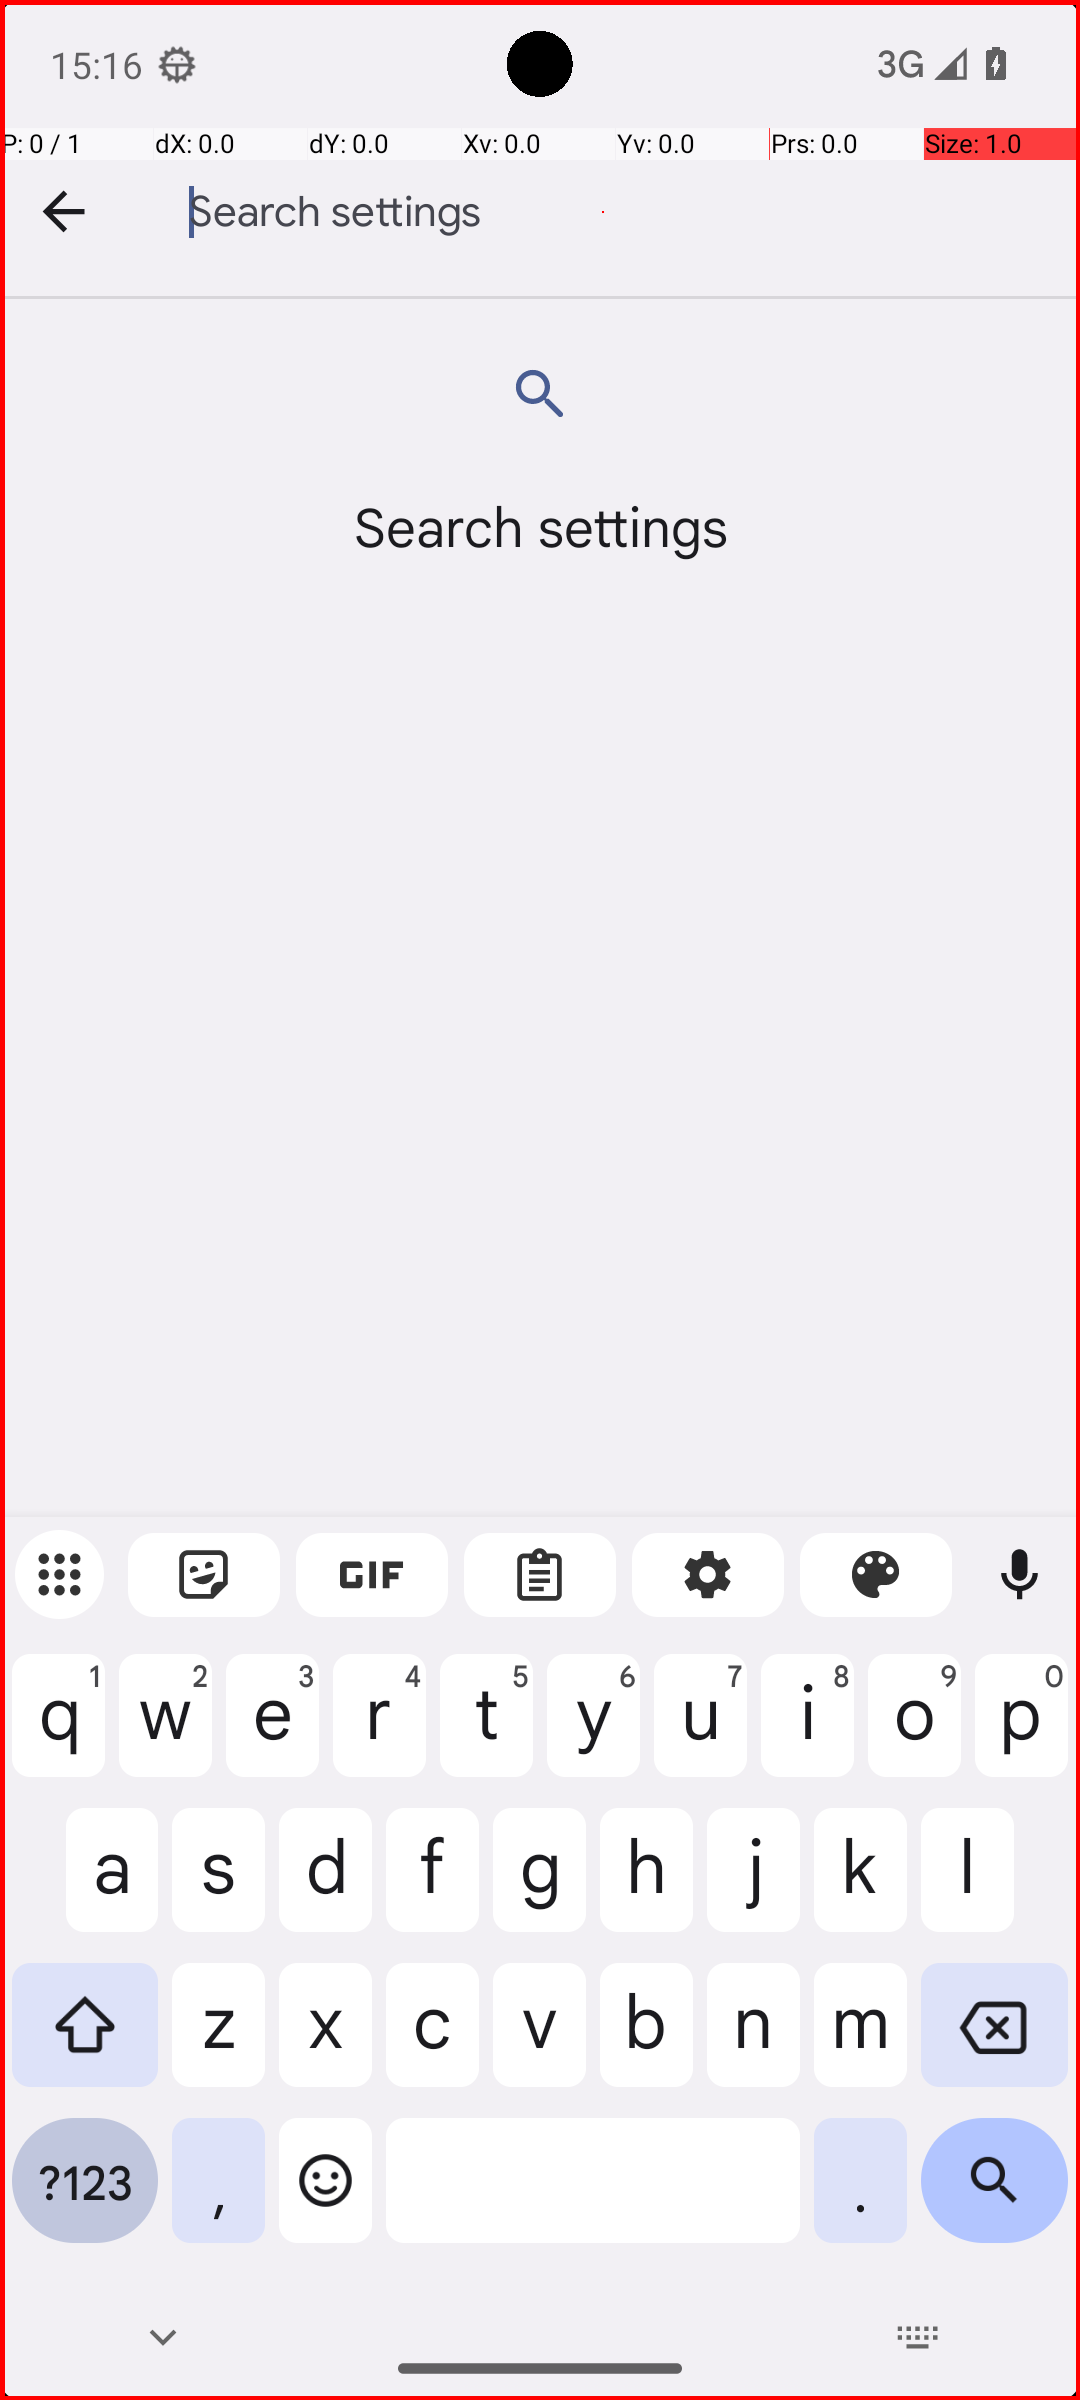 15:16 3G
P: 0 / 1 dX: 0.0 dY: 0.0 Xv: 0.0 Yv: 0.0 Prs: 0.0 Size: 1.0
Search settings
Search settings
GIF
q 1 w 2 e 3 r 4 t 5 y 6 u 7 i 8 o 9 p 0
a s d f g h j k l
z x c v b n m
?123 , .